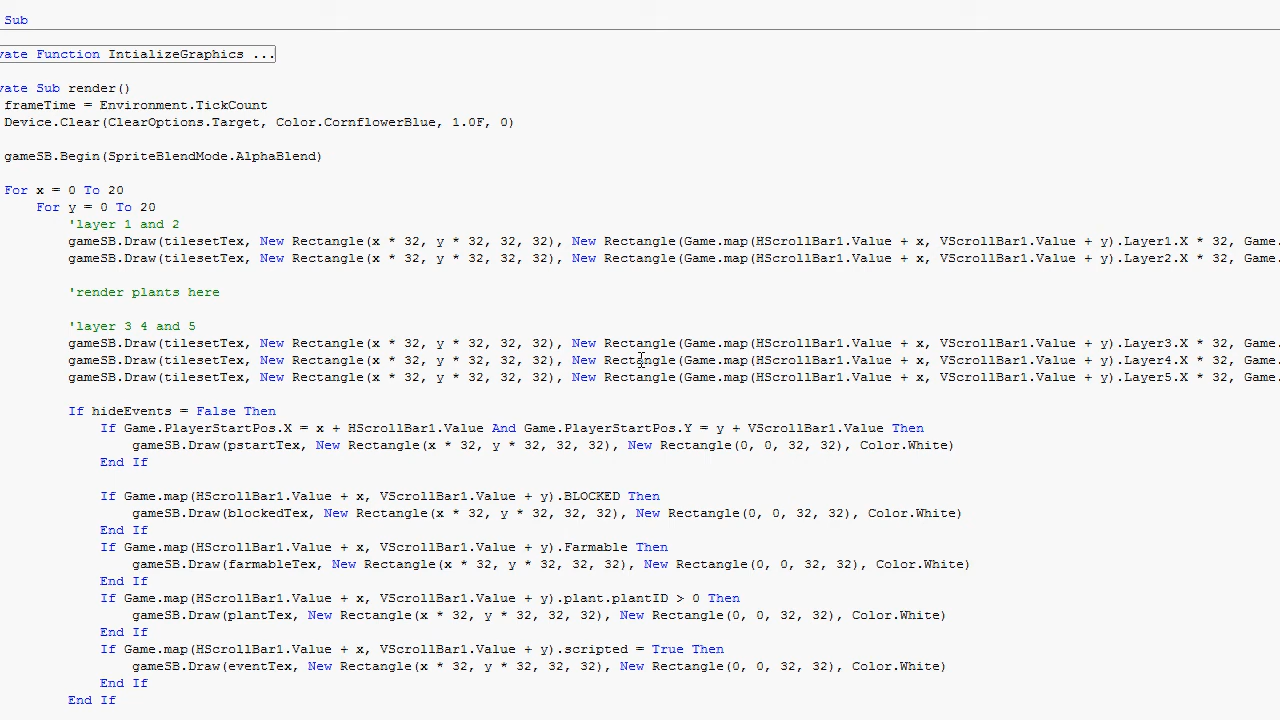 Sub
vate Function IntializeGraphics ...
vate Sub render()
frameTime = Environment.TickCount
Device.Clear(ClearOptions.Target, Color.CornflowerBlue, 1.0F, 0)
gameSB.Begin(SpriteBlendMode.AlphaBlend)
For x = 0 To 20
For y = 0 To 20
'layer 1 and 2
gameSB.Draw(tilesetTex, New Rectangle(x * 32, y * 32, 32, 32), New Rectangle(Game.map(HScrollBar1.Value + x, VScrollBar1.Value + y).Layer1.X * 32, Game.
gameSB.Draw(tilesetTex, New Rectangle(x * 32, y * 32, 32, 32), New Rectangle(Game.map(HScrollBar1.Value + x, VScrollBar1.Value + y).Layer2.X * 32, Game.
'render plants here
'layer 3 4 and 5
gameSB.Draw(tilesetTex, New Rectangle(x * 32, y * 32, 32, 32), New Rectangle(Game.map(HScrollBar1.Value + x, VScrollBar1.Value + y).Layer3.X * 32, Game.
gameSB.Draw(tilesetTex, New Rectangle(x * 32, y * 32, 32, 32), New Rectangle(Game.map(HScrollBar1.Value + x, VScrollBar1.Value + y).Layer4.X * 32, Game.
gameSB.Draw(tilesetTex, New Rectangle(x * 32, y * 32, 32, 32), New Rectangle(Game.map(HScrollBar1.Value + x, VScrollBar1.Value + y).Layer5.X * 32, Game.
If hideEvents = False Then
If Game.PlayerStartPos.X = x + HScrollBar1.Value And Game.PlayerStartPos.Y = y + VScrollBar1.Value Then
gameSB.Draw(pstartTex, New Rectangle(x * 32, y * 32, 32, 32), New Rectangle(0, 0, 32, 32), Color.White)
End If
If Game.map(HScrollBar1.Value + x, VScrollBar1.Value + y).BLOCKED Then
gameSB.Draw(blockedTex, New Rectangle(x * 32, y * 32, 32, 32), New Rectangle(0, 0, 32, 32), Color.White)
End If
If Game.map(HScrollBar1.Value + x, VScrollBar1.Value + y).Farmable Then
gameSB.Draw(farmableTex, New Rectangle(x * 32, y * 32, 32, 32), New Rectangle(0, 0, 32, 32), Color.White)
End If
If Game.map(HScrollBar1.Value + x, VScrollBar1.Value + y).plant.plantID > 0 Then
gameSB.Draw(plantTex, New Rectangle(x * 32, y * 32, 32, 32), New Rectangle(0, 0, 32, 32), Color.White)
End If
If Game.map(HScrollBar1.Value + x, VScrollBar1.Value + y).scripted = True Then
gameSB.Draw(eventTex, New Rectangle(x * 32, y * 32, 32, 32), New Rectangle(0, 0, 32, 32), Color.White)
End If
End If